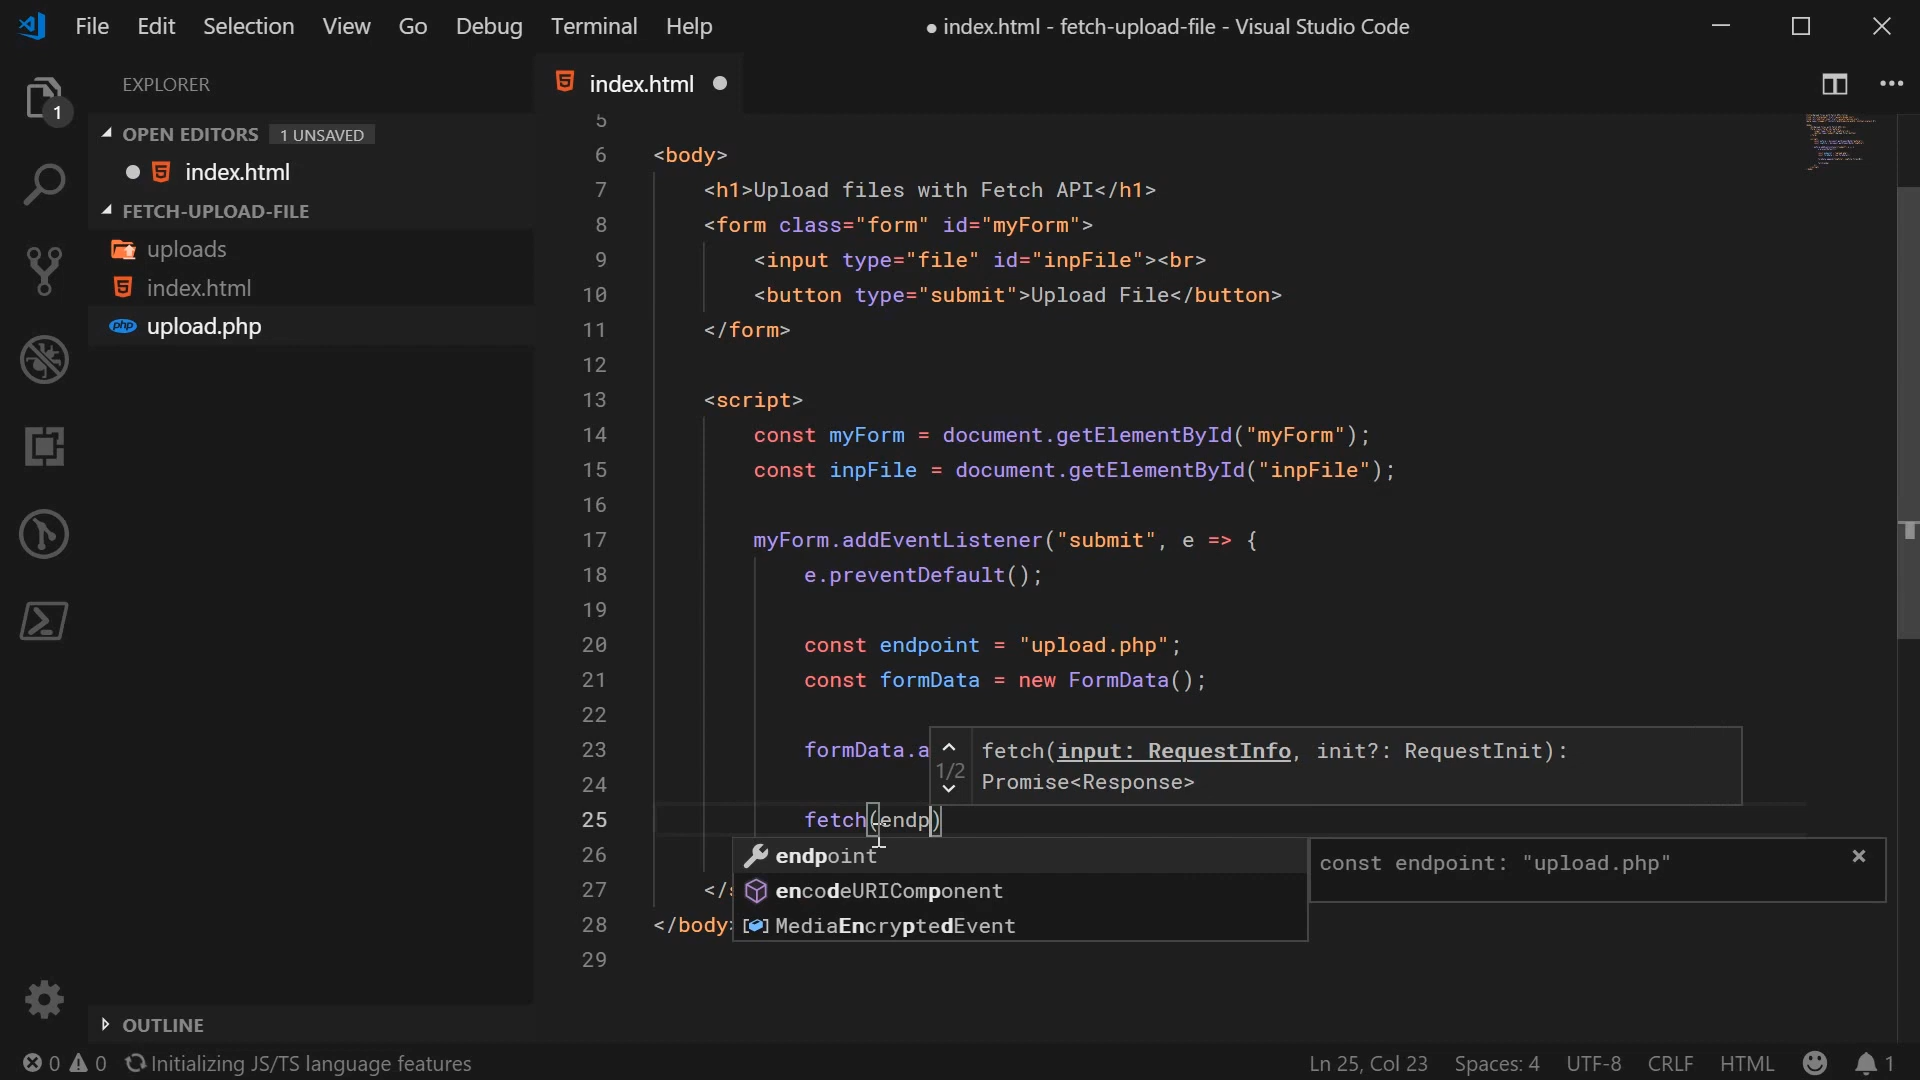 File Edit Selection View Go Debug Terminal Help
● index.html - fetch-upload-file - Visual Studio Code
1
EXPLORER
OPEN EDITORS 1 UNSAVED
index.html
FETCH-UPLOAD-FILE
uploads
index.html
php upload.php
OUTLINE
index.html
5
6 <body>
7 <h1>Upload files with Fetch API</h1>
8 <form class="form" id="myForm">
9 <input type="file" id="inpFile"><br>
10 <button type="submit">Upload File</button>
11 </form>
12
13 <script>
14 const myForm = document.getElementById("myForm");
15 const inpFile = document.getElementById("inpFile");
16
17 myForm.addEventListener("submit", e => {
18 e.preventDefault();
19
20 const endpoint = "upload.php";
21 const formData = new FormData();
22
23 formData.a
1/2 fetch(input: RequestInfo, init?: RequestInit):
Promise<Response>
24
25 fetch(endp)
26 endpoint
const endpoint: "upload.php"
encodeURIComponent
27 </s
MediaEncryptedEvent
28 </body>
29
0 0 Initializing JS/TS language features
Ln 25, Col 23 Spaces: 4 UTF-8 CRLF HTML 1